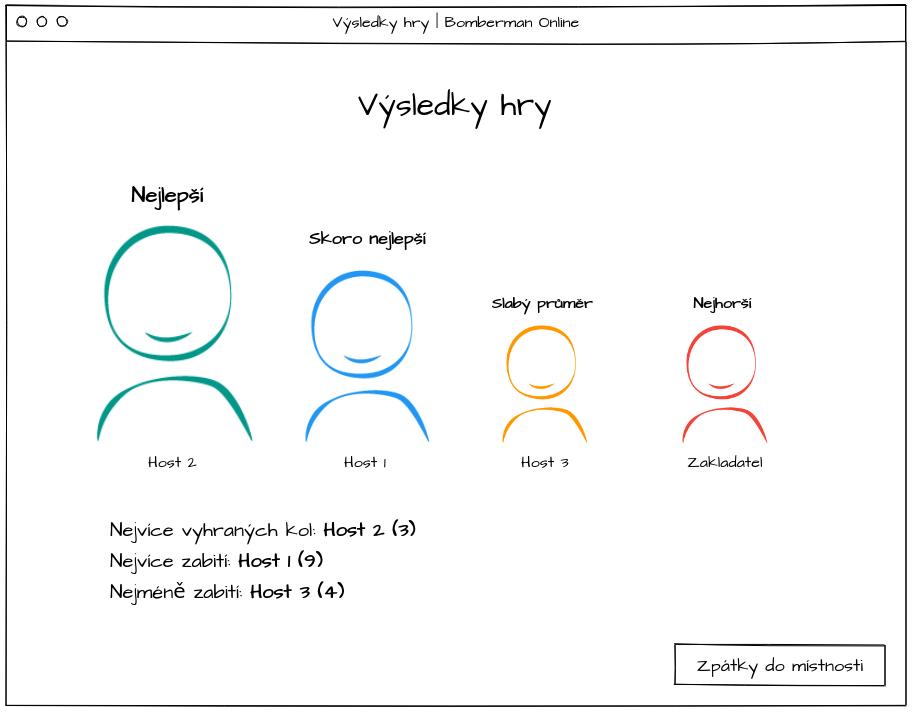 Výsledky hry | Bomberman Online
Výsledky hry
Nejlepší
Skoro nejlepší
Slabý průměr
Nejhorší
Host 2
Host 1
Host 3
Zakladatel
Nejvíce vyhraných kol: Host 2 (3)
Nejvíce zabití: Host 1 (9)
Nejméně zabití: Host 3 (4)
Zpátky do místnosti